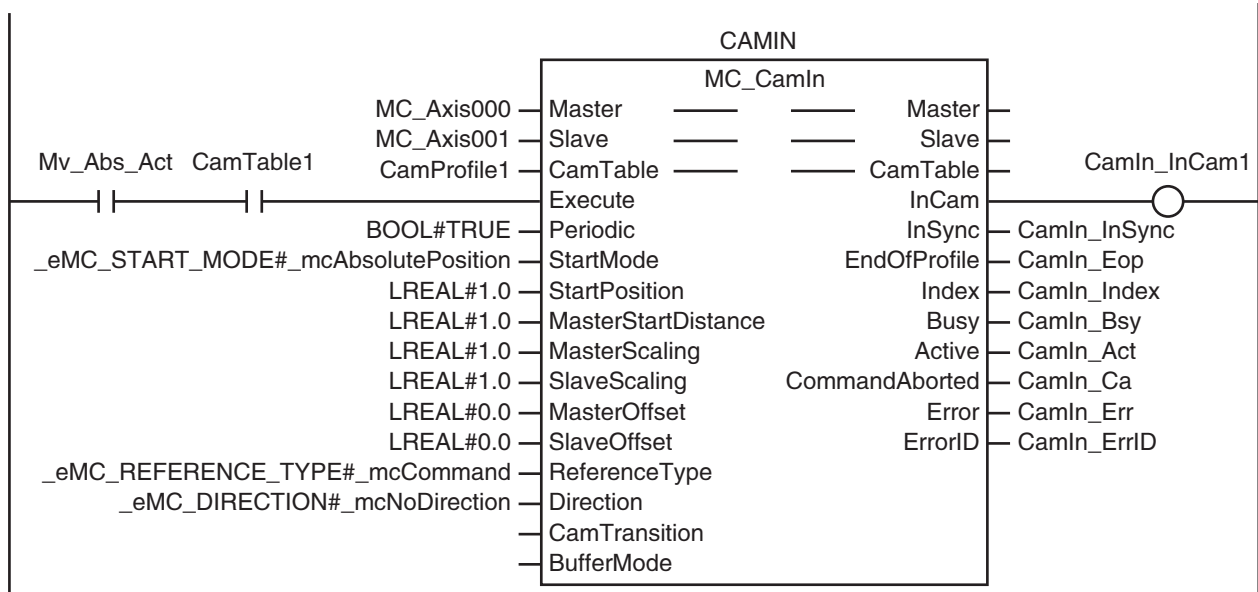 CAMIN
MC_CamIn
MC_Axis000 Master Master
MC_Axis001 Slave Slave
Mv_Abs_Act CamTable1 CamProfile1 CamTable CamTable CamIn_InCam1
Execute InCam
BOOL#TRUE Periodic InSync CamIn_InSync
_eMC_START_MODE#_mcAbsolutePosition StartMode EndOfProfile CamIn_Eop
LREAL#1.0 StartPosition Index CamIn_Index
LREAL#1.0 MasterStartDistance Busy CamIn_Bsy
LREAL#1.0 MasterScaling Active CamIn_Act
LREAL#1.0 SlaveScaling CommandAborted CamIn_Ca
LREAL#0.0 MasterOffset Error CamIn_Err
LREAL#0.0 SlaveOffset ErrorID CamIn_ErrID
_eMC_REFERENCE_TYPE#_mcCommand ReferenceType
_eMC_DIRECTION#_mcNoDirection Direction
CamTransition
BufferMode